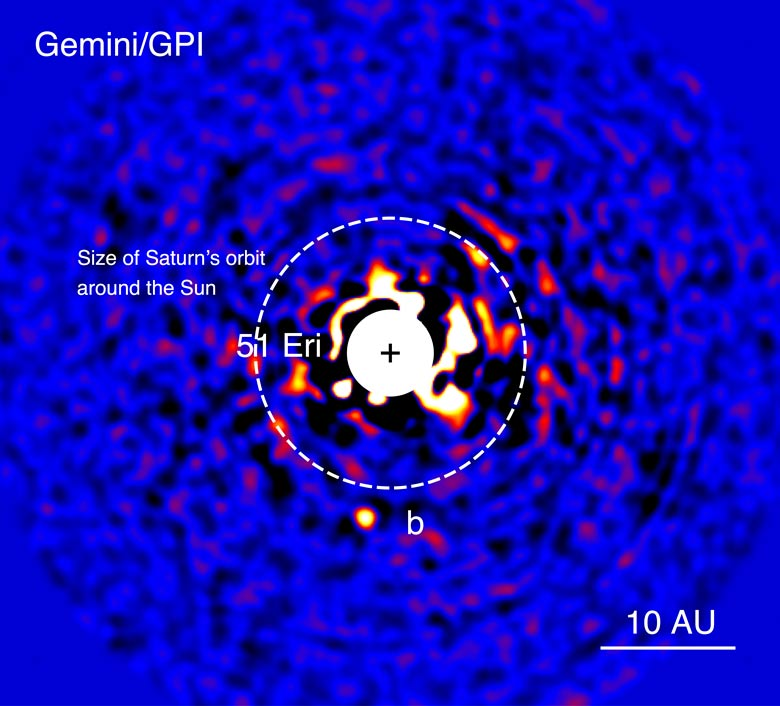 Gemini/GPI
Size of Saturn's orbit
around the Sun
51 Eri
b
10 AU